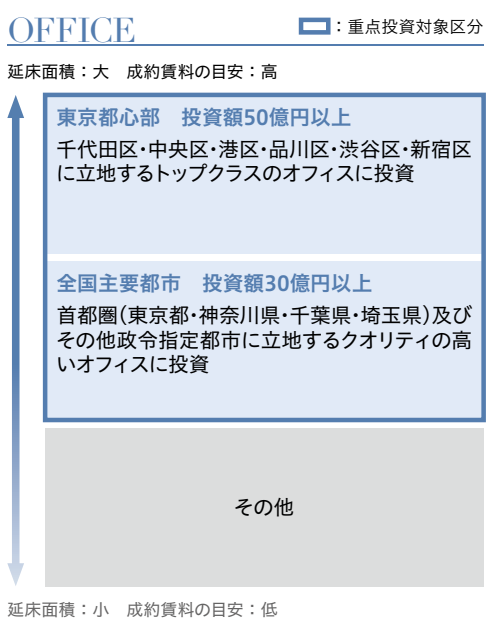 OFFICE
：重点投資対象区分
延床面積：大　成約賃料の目安：高
東京都心部　投資額50億円以上
千代田区・中央区・港区・品川区・渋谷区・新宿区
に立地するトップクラスのオフィスに投資
全国主要都市　投資額30億円以上
首都圏（東京都・神奈川県・千葉県・埼玉県）及び
その他政令指定都市に立地するクオリティの高
いオフィスに投資
その他
延床面積：小　成約賃料の目安：低